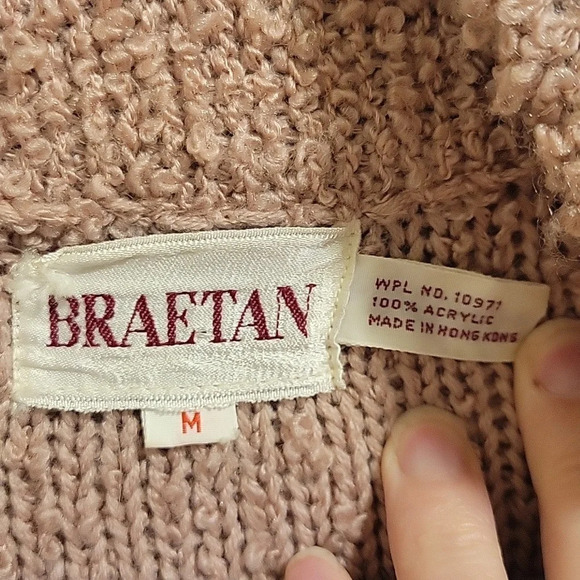 BRAETAN
M
WPL NO. 10971
100% ACRYLIC
MADE IN HONG KONG